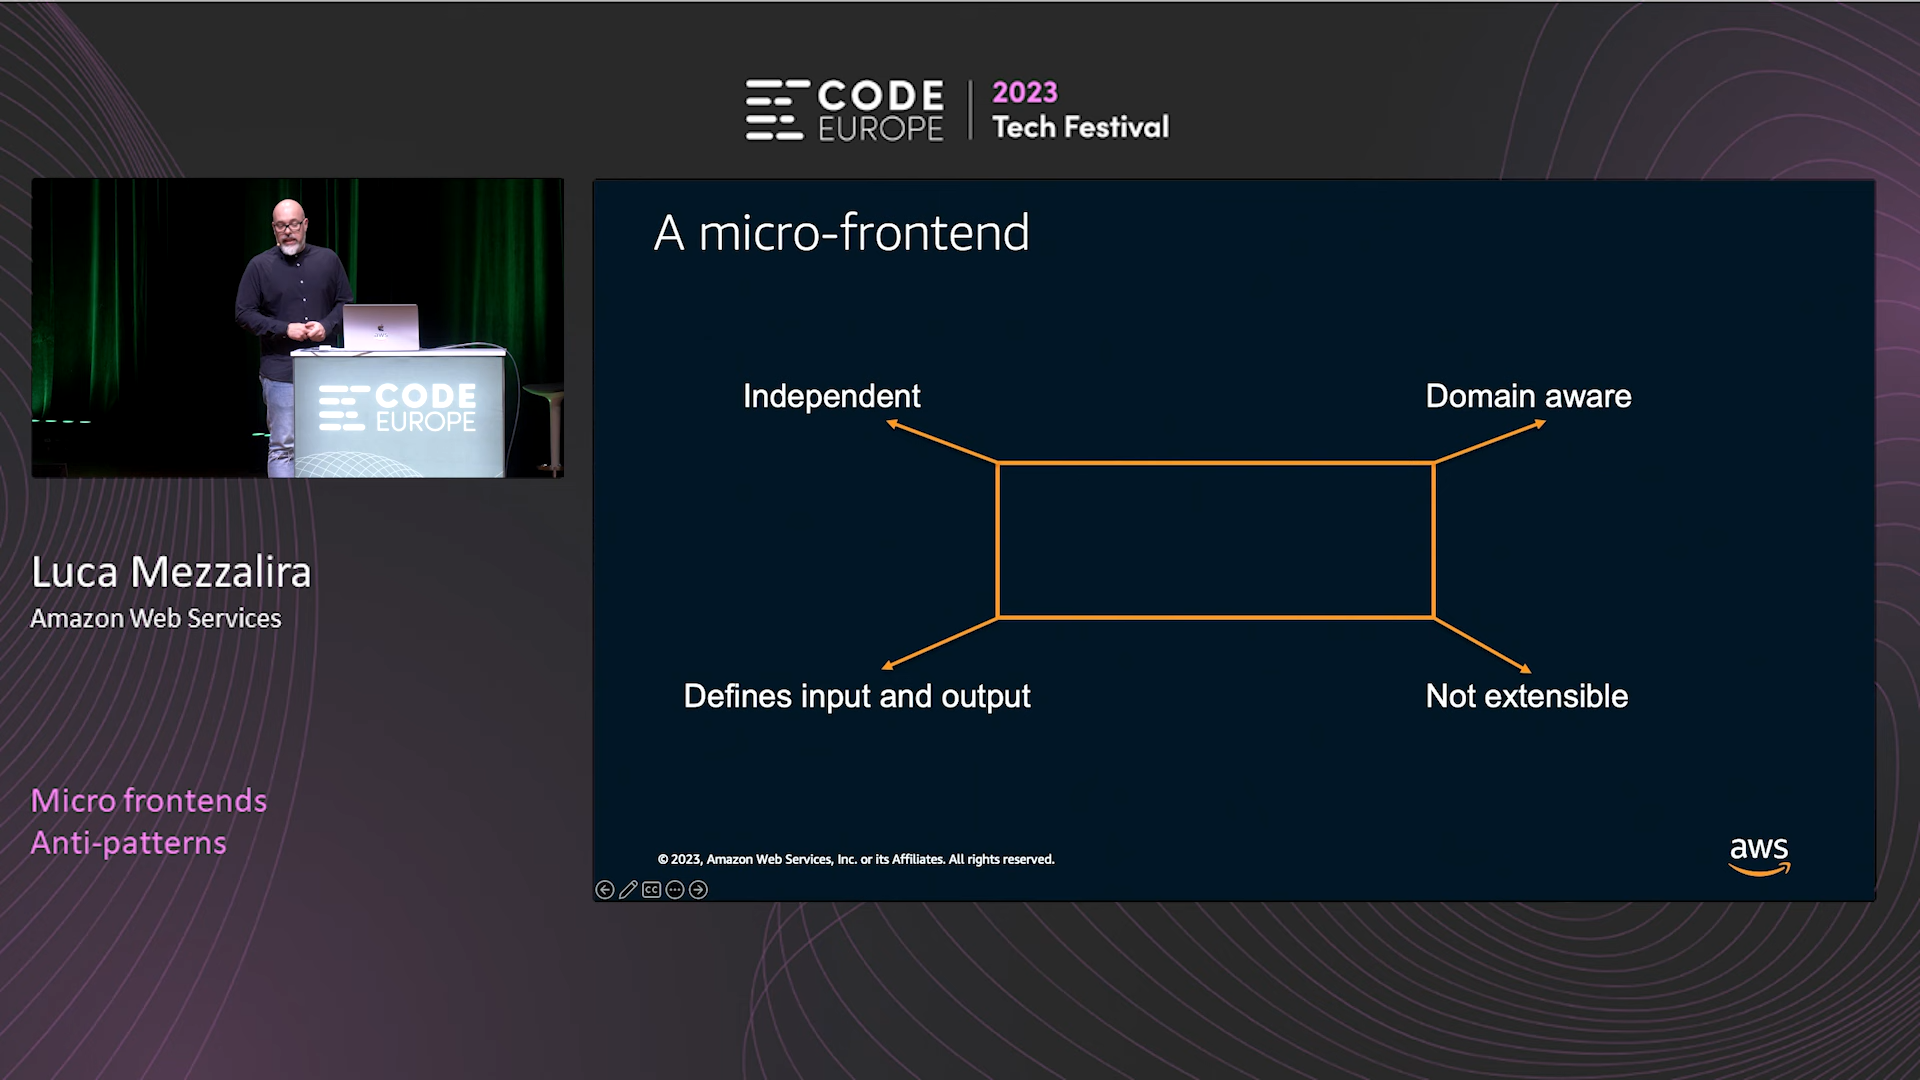 CODE
EUROPE
2023
Tech Festival
CODE
EUROPE
aws
Luca Mezzalira
Amazon Web Services
Micro frontends
Anti-patterns
A micro-frontend
Independent
Domain aware
Defines input and output
Not extensible
© 2023, Amazon Web Services, Inc. or its Affiliates. All rights reserved.
aws
CC